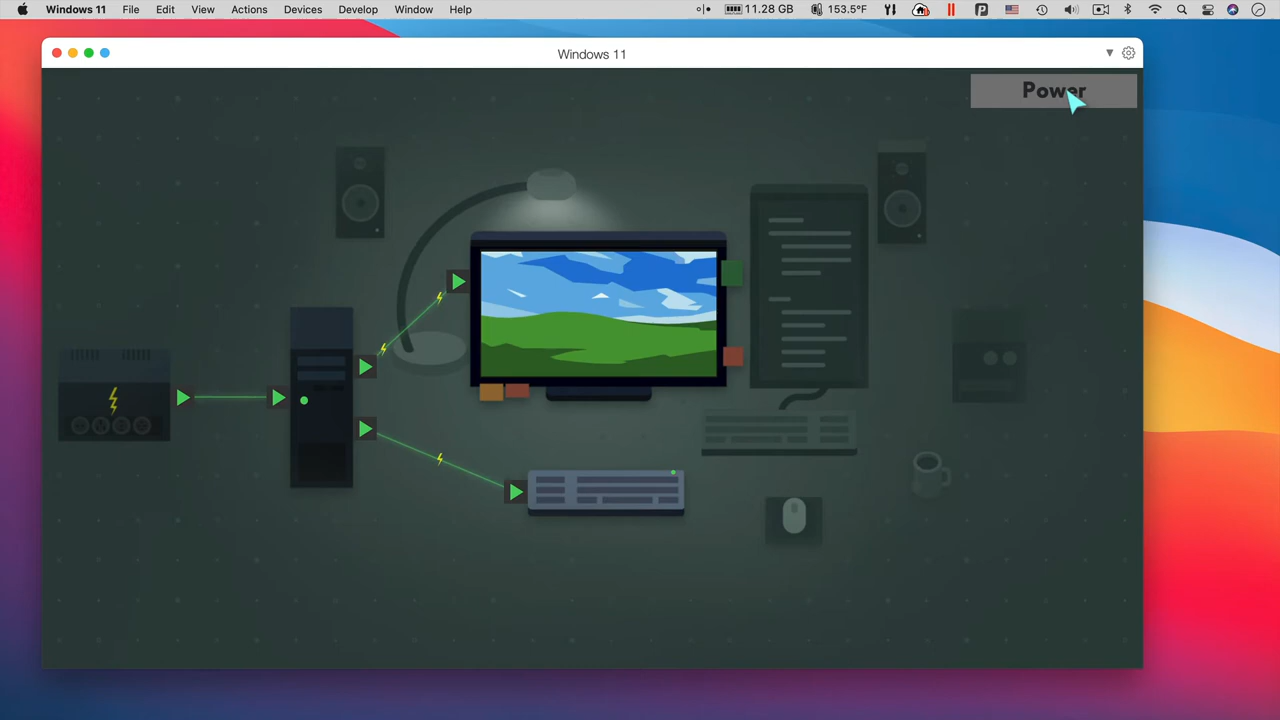 Windows 11 File Edit View Actions Devices Develop Window Help 11.28 GB 153.5°F
Windows 11
Power